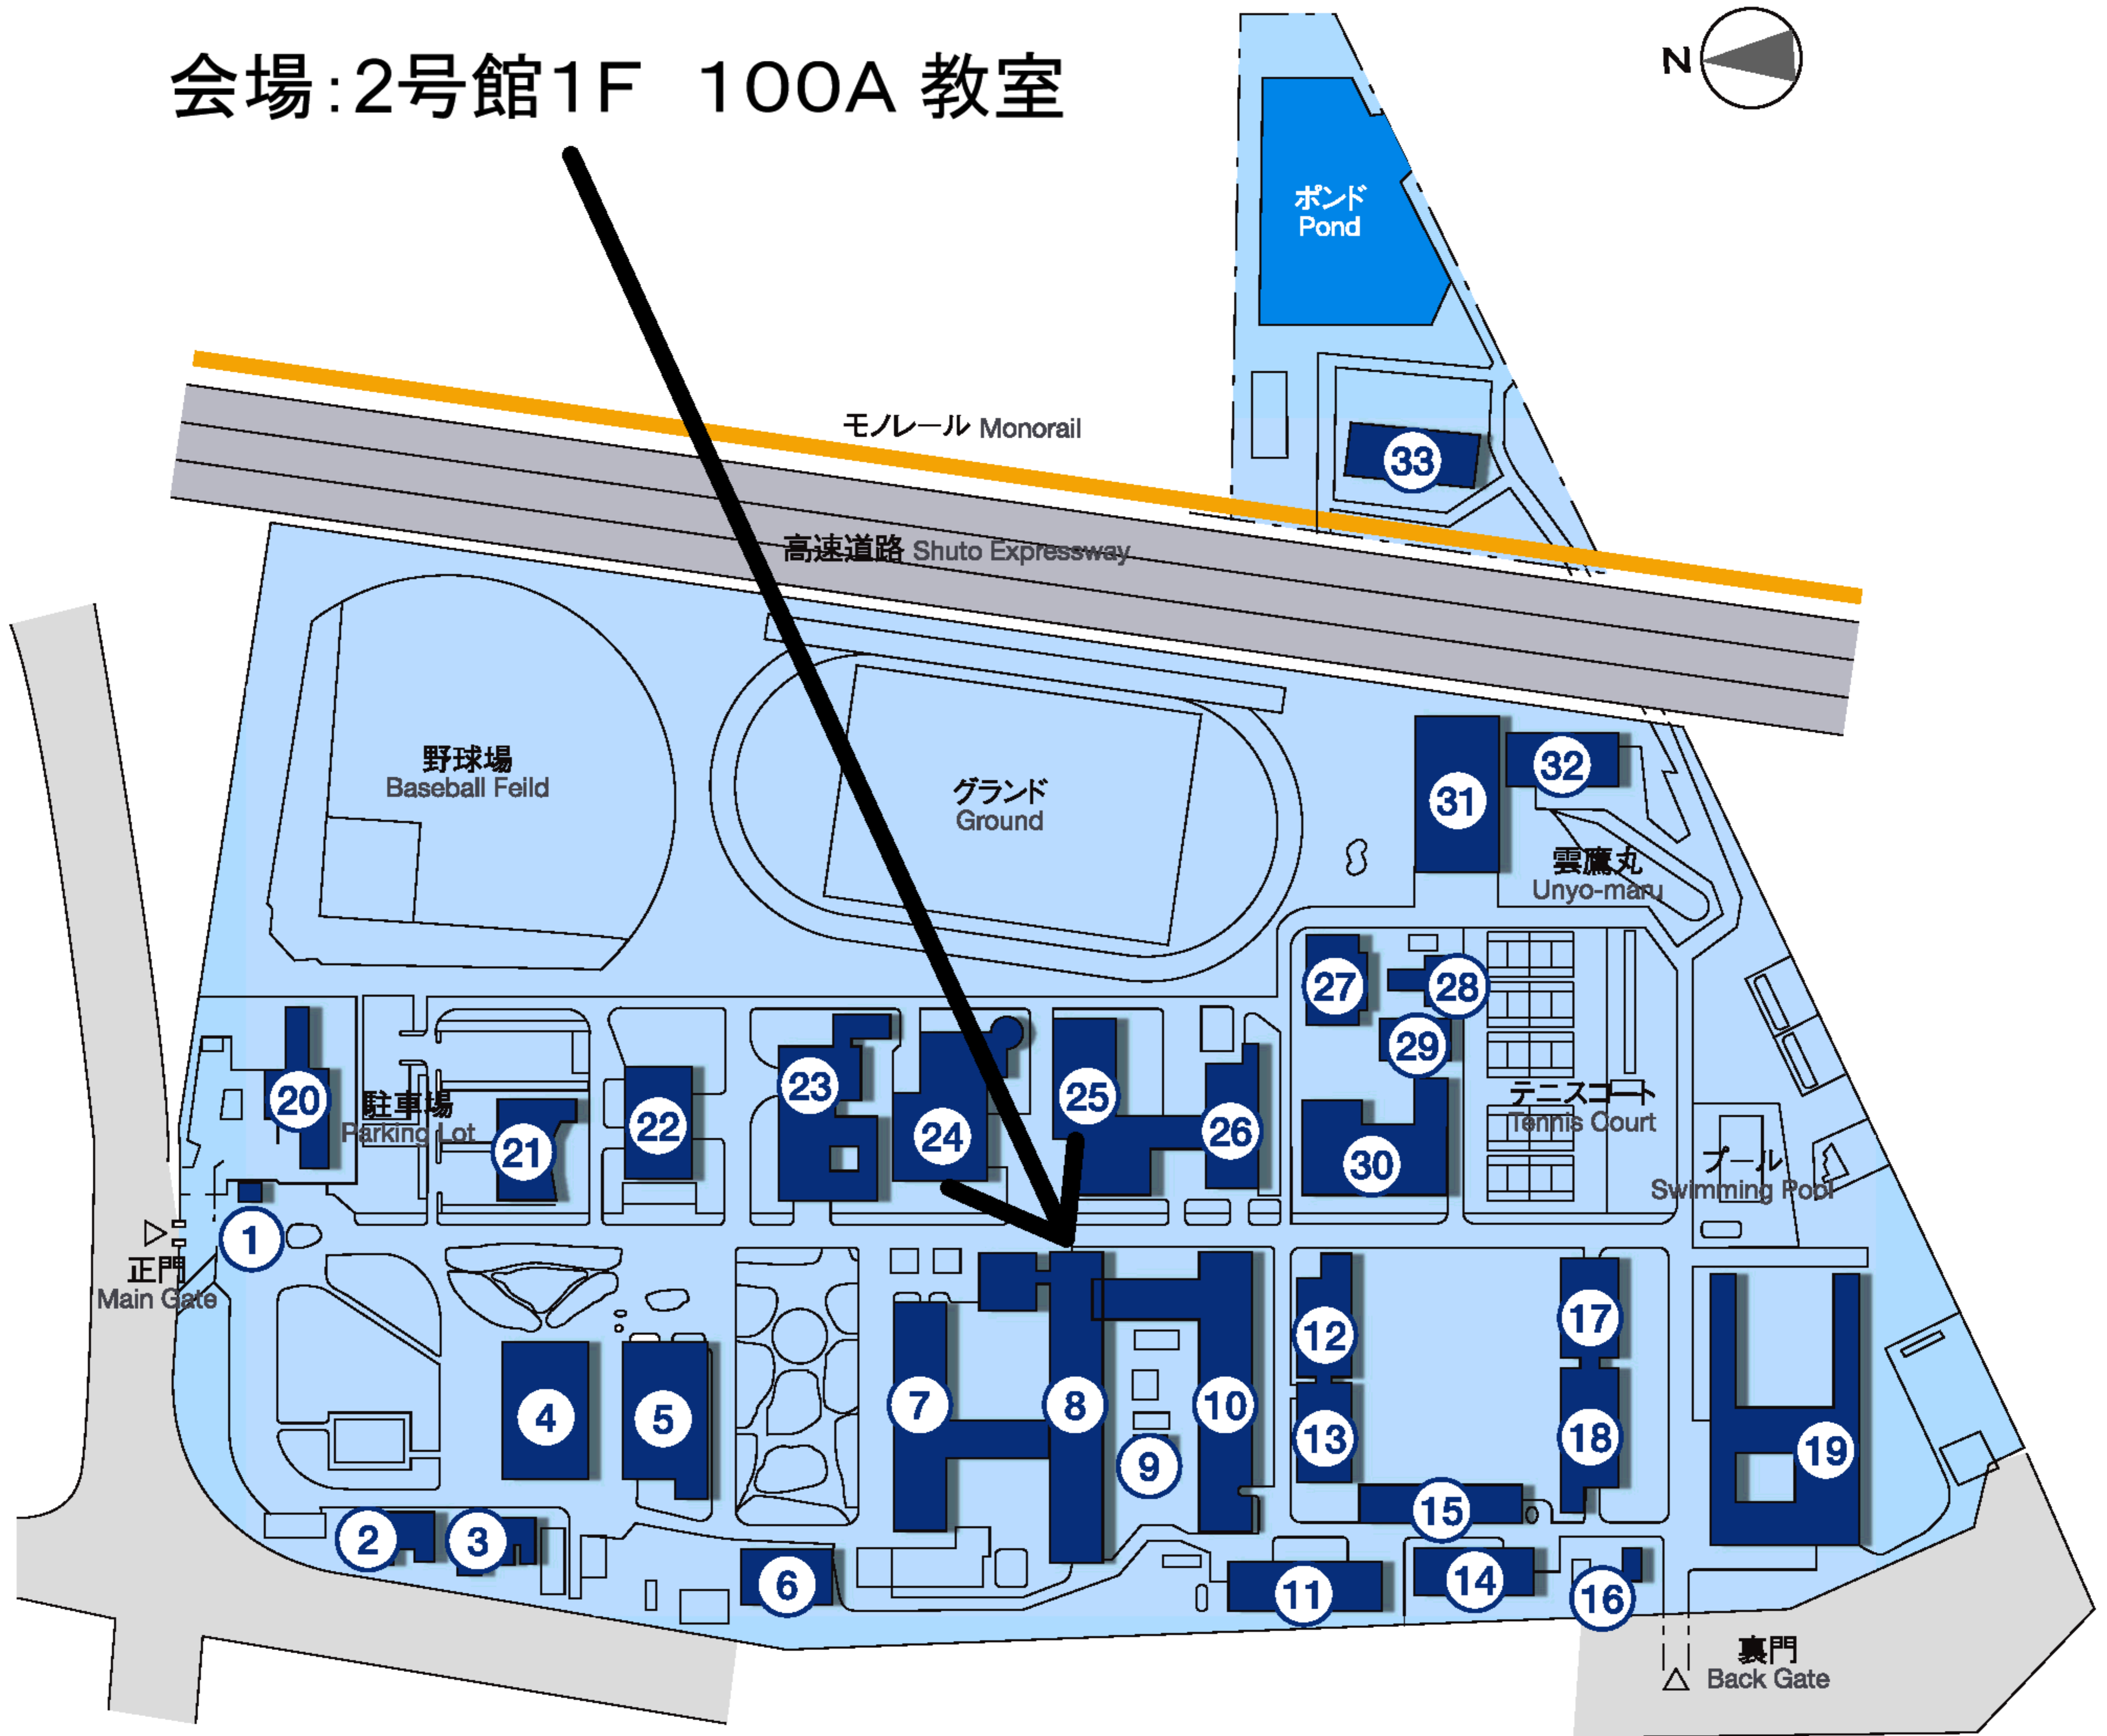 会場:2号館1F 100A 教室
N
ポンド
Pond
モノレール Monorail
33
高速道路 Shuto Expressway
野球場
Baseball Feild
グランド
Ground
31
32
雲鷹丸
Unyo-maru
27
28
29
20
駐車場
Parking Lot
21
22
23
24
25
26
30
テニスコート
Tennis Court
プール
Swimming Pool
1
正門
Main Gate
4
5
7
8
9
10
12
13
17
18
19
2
3
6
11
14
15
16
裏門
Back Gate